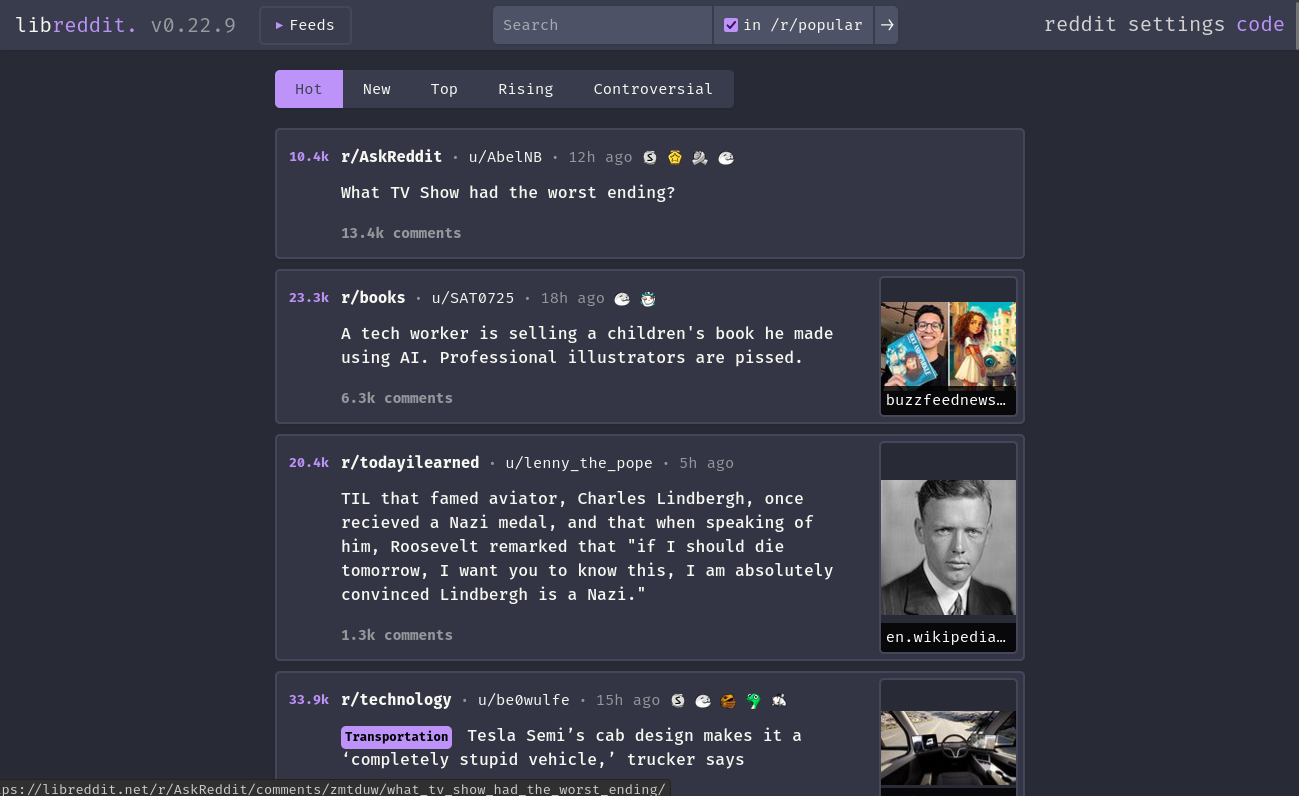 libreddit. v0.22.9 ▸ Feeds Search in /r/popular → reddit settings code
Hot New Top Rising Controversial
10.4k r/AskReddit • u/AbelNB • 12h ago
What TV Show had the worst ending?
13.4k comments
23.3k r/books • u/SAT0725 • 18h ago
A tech worker is selling a children's book he made
using AI. Professional illustrators are pissed.
6.3k comments
buzzfeednews…
20.4k r/todayilearned • u/lenny_the_pope • 5h ago
TIL that famed aviator, Charles Lindbergh, once
recieved a Nazi medal, and that when speaking of
him, Roosevelt remarked that "if I should die
tomorrow, I want you to know this, I am absolutely
convinced Lindbergh is a Nazi."
1.3k comments
en.wikipedia…
33.9k r/technology • u/be0wulfe • 15h ago
Transportation Tesla Semi’s cab design makes it a
‘completely stupid vehicle,’ trucker says
ps://libreddit.net/r/AskReddit/comments/zmtduw/what_tv_show_had_the_worst_ending/